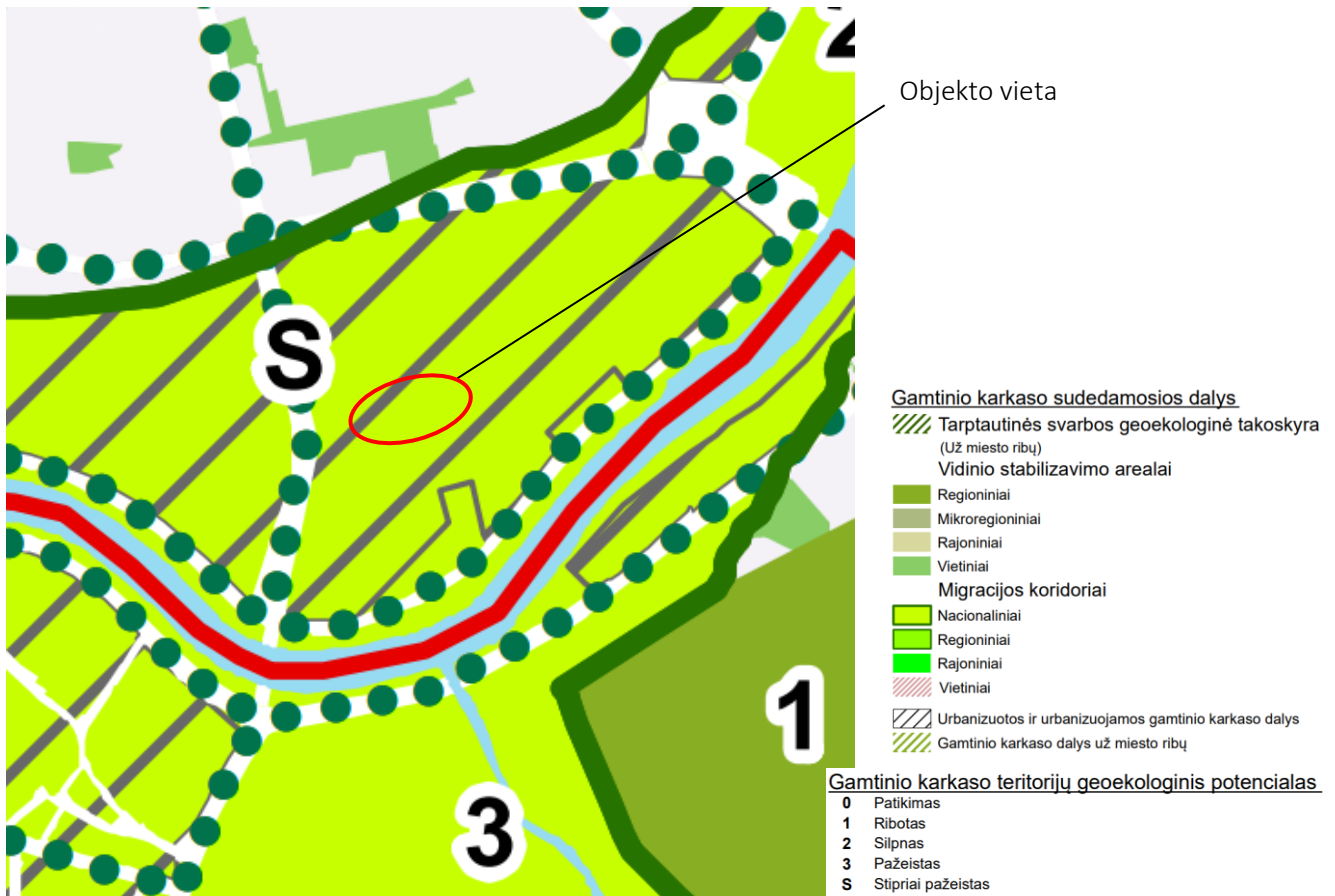 2
Objekto vieta
S
1
3
Gamtinio karkaso sudedamosios dalys
Tarptautinės svarbos geoekologinė takoskyra
(Už miesto ribų)
Vidinio stabilizavimo arealai
Regioniniai
Mikroregioniniai
Rajoniniai
Vietiniai
Migracijos koridoriai
Nacionaliniai
Regioniniai
Rajoniniai
Vietiniai
Urbanizuotos ir urbanizuojamos gamtinio karkaso dalys
Gamtinio karkaso dalys už miesto ribų
Gamtinio karkaso teritorijų geoekologinis potencialas
0 Patikimas
1 Ribotas
2 Silpnas
3 Pažeistas
S Stipriai pažeistas